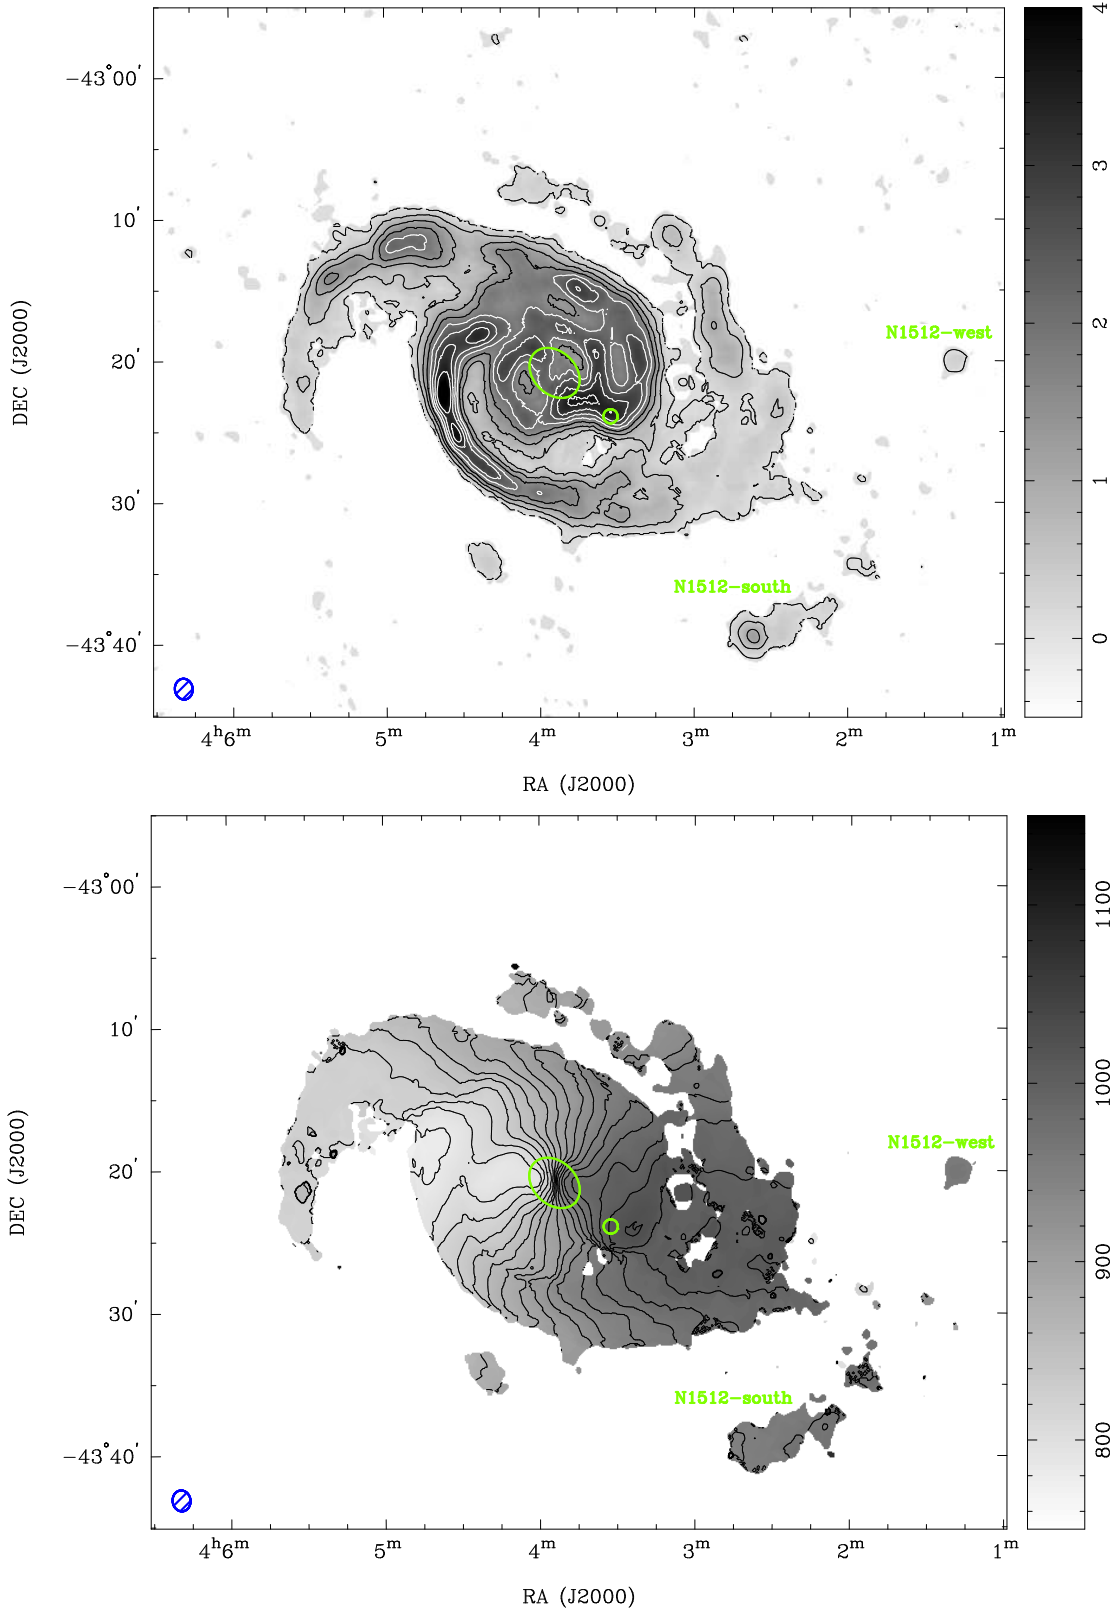 4
−43°00′
10′
3
N1512−west
2
20′
DEC (J2000)
1
30′
N1512−south
−43°40′
0
4ʰ6ᵐ 5ᵐ 4ᵐ 3ᵐ 2ᵐ 1ᵐ
RA (J2000)
−43°00′
1100
10′
1000
N1512−west
DEC (J2000)
20′
900
30′
N1512−south
800
−43°40′
4ʰ6ᵐ 5ᵐ 4ᵐ 3ᵐ 2ᵐ 1ᵐ
RA (J2000)